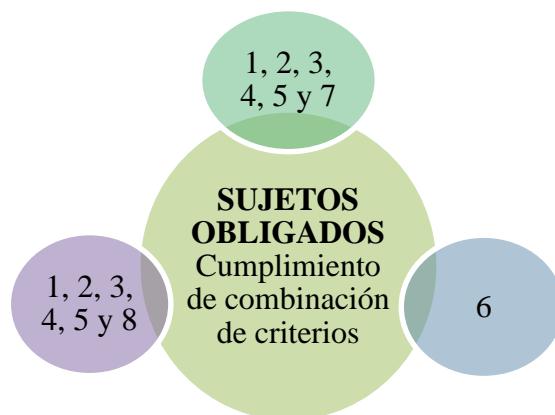 1, 2, 3,
4, 5 y 7
SUJETOS
OBLIGADOS
Cumplimiento
de combinación
de criterios
1, 2, 3,
4, 5 y 8
6